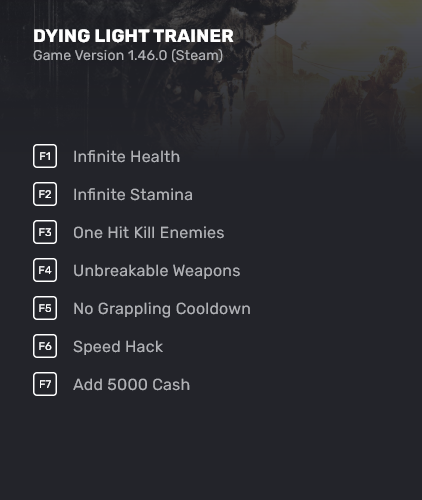 DYING LIGHT TRAINER
Game Version 1.46.0 (Steam)
F1 Infinite Health
F2 Infinite Stamina
F3 One Hit Kill Enemies
F4 Unbreakable Weapons
F5 No Grappling Cooldown
F6 Speed Hack
F7 Add 5000 Cash